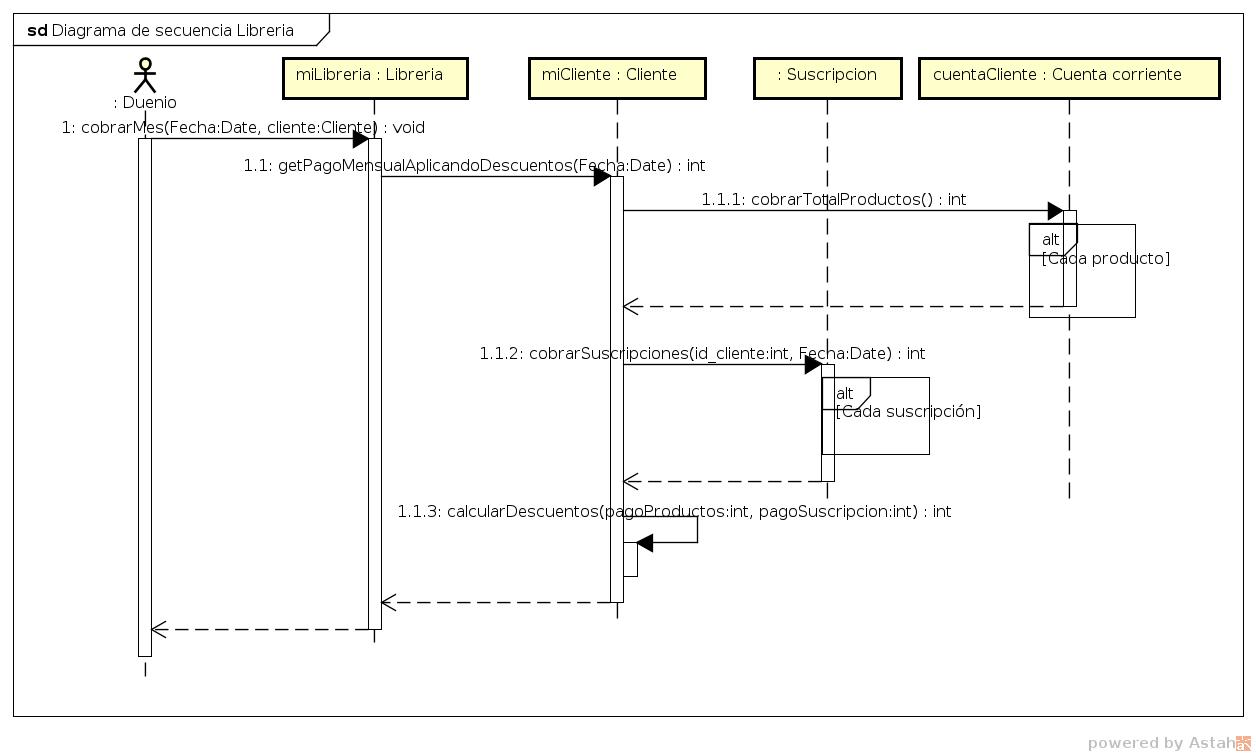 sd Diagrama de secuencia Libreria
: Duenio
miLibreria : Libreria
miCliente : Cliente
: Suscripcion
cuentaCliente : Cuenta corriente
1: cobrarMes(Fecha:Date, cliente:Cliente) : void
1.1: getPagoMensualAplicandoDescuentos(Fecha:Date) : int
1.1.1: cobrarTotalProductos() : int
alt
[Cada producto]
1.1.2: cobrarSuscripciones(id_cliente:int, Fecha:Date) : int
alt
[Cada suscripción]
1.1.3: calcularDescuentos(pagoProductos:int, pagoSuscripcion:int) : int
powered by Astah